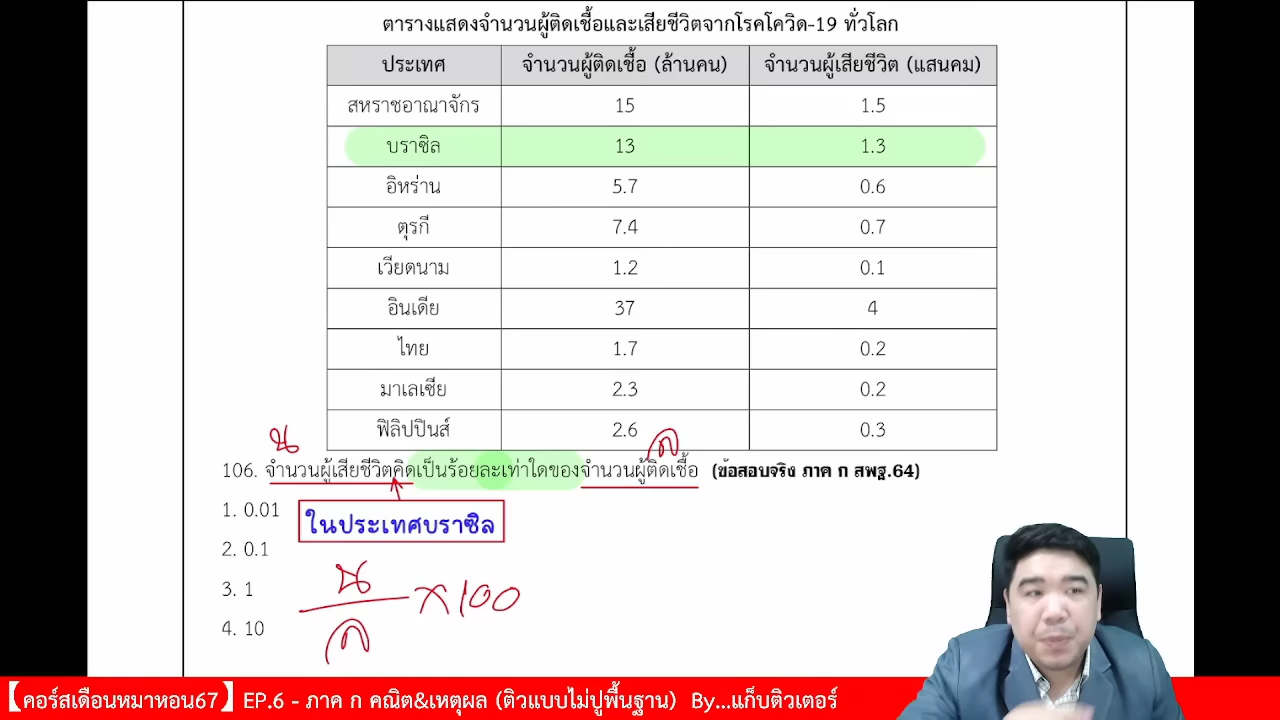 ตารางแสดงจำนวนผู้ติดเชื้อและเสียชีวิตจากโรคโควิด-19 ทั่วโลก
ประเทศ จำนวนผู้ติดเชื้อ (ล้านคน) จำนวนผู้เสียชีวิต (แสนคม)
สหราชอาณาจักร 15 1.5
บราซิล 13 1.3
อิหร่าน 5.7 0.6
ตุรกี 7.4 0.7
เวียดนาม 1.2 0.1
อินเดีย 37 4
ไทย 1.7 0.2
มาเลเซีย 2.3 0.2
ฟิลิปปินส์ 2.6 0.3
น ล
106. จำนวนผู้เสียชีวิตคิดเป็นร้อยละเท่าใดของจำนวนผู้ติดเชื้อ (ข้อสอบจริง ภาค ก สพฐ.64)
1. 0.01
ในประเทศบราซิล
2. 0.1
3. 1
4. 10
น
× 100
ล
【คอร์สเดือนหมาหอน67】 EP.6 - ภาค ก คณิต&เหตุผล (ติวแบบไม่ปูพื้นฐาน) By...แก็บติวเตอร์